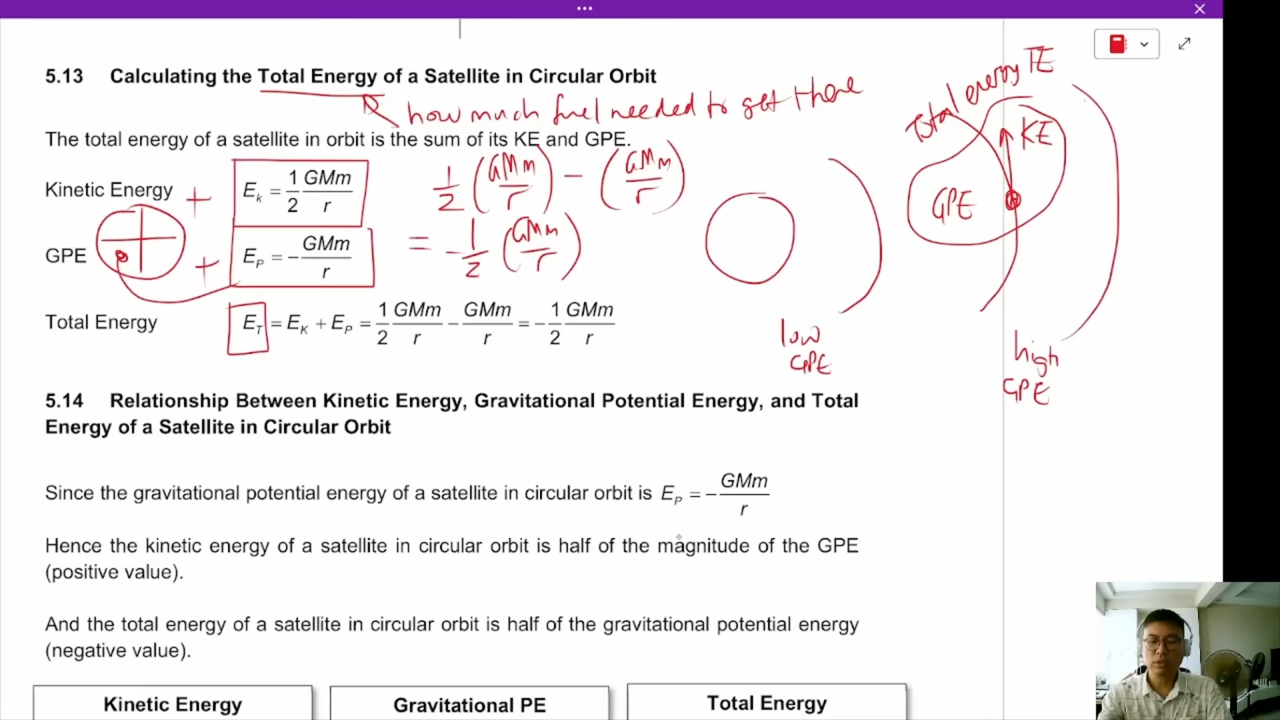 5.13 Calculating the Total Energy of a Satellite in Circular Orbit
how much fuel needed to get there
Total energy TE
The total energy of a satellite in orbit is the sum of its KE and GPE.
KE
Kinetic Energy + E_k = 1/2 GMm/r
1/2 (GMm/r) − (GMm/r)
GPE
GPE + E_P = − GMm/r
= − 1/2 (GMm/r)
Total Energy E_T = E_K + E_P = 1/2 GMm/r − GMm/r = − 1/2 GMm/r
low
GPE
high
GPE
5.14 Relationship Between Kinetic Energy, Gravitational Potential Energy, and Total
Energy of a Satellite in Circular Orbit
Since the gravitational potential energy of a satellite in circular orbit is E_P = − GMm/r
Hence the kinetic energy of a satellite in circular orbit is half of the magnitude of the GPE
(positive value).
And the total energy of a satellite in circular orbit is half of the gravitational potential energy
(negative value).
Kinetic Energy
Gravitational PE
Total Energy